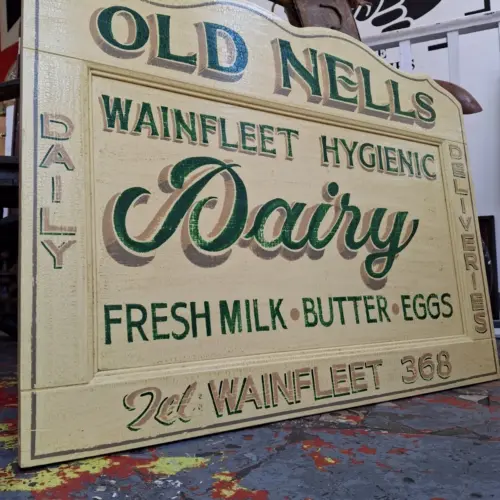 OLD NELLS
WAINFLEET HYGIENIC
Dairy
FRESH MILK • BUTTER • EGGS
DAILY
DELIVERIES
Tel: WAINFLEET 368